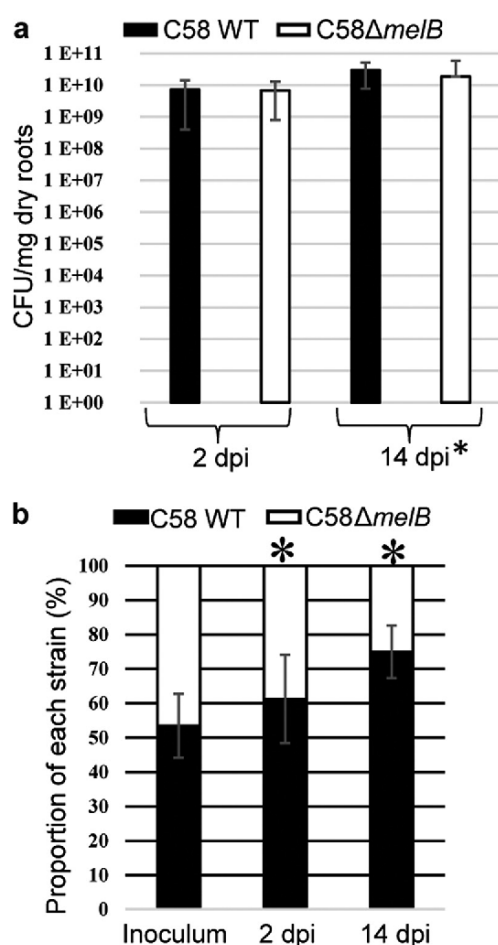 a
C58 WT C58ΔmelB
CFU/mg dry roots
1 E+11
1 E+10
1 E+09
1 E+08
1 E+07
1 E+06
1 E+05
1 E+04
1 E+03
1 E+02
1 E+01
1 E+00
2 dpi 14 dpi*
b
C58 WT C58ΔmelB
Proportion of each strain (%)
100
90
80
70
60
50
40
30
20
10
0
* *
Inoculum 2 dpi 14 dpi